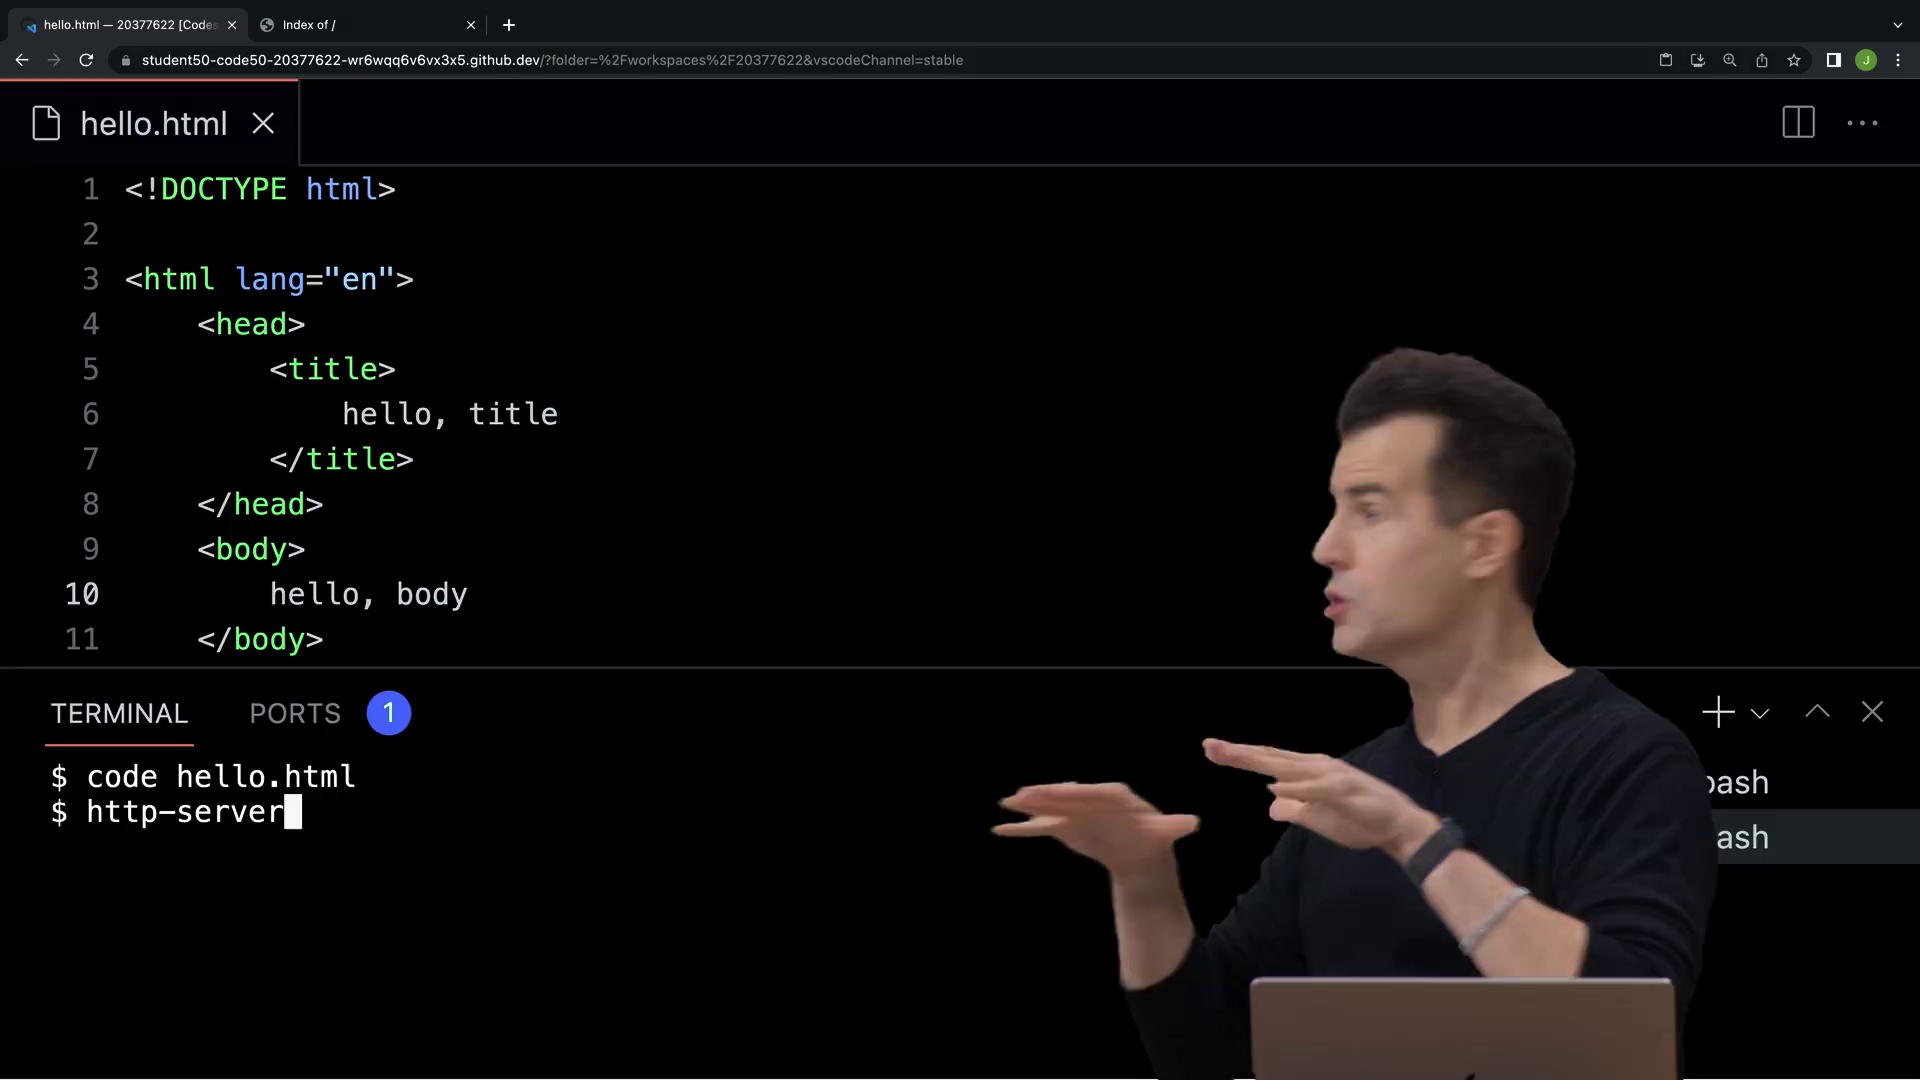 hello.html — 20377622 [Codes
Index of /
student50-code50-20377622-wr6wqq6v6vx3x5.github.dev/?folder=%2Fworkspaces%2F20377622&vscodeChannel=stable
J
hello.html
1 <!DOCTYPE html>
2
3 <html lang="en">
4 <head>
5 <title>
6 hello, title
7 </title>
8 </head>
9 <body>
10 hello, body
11 </body>
TERMINAL PORTS 1
$ code hello.html
$ http-server
bash
ash